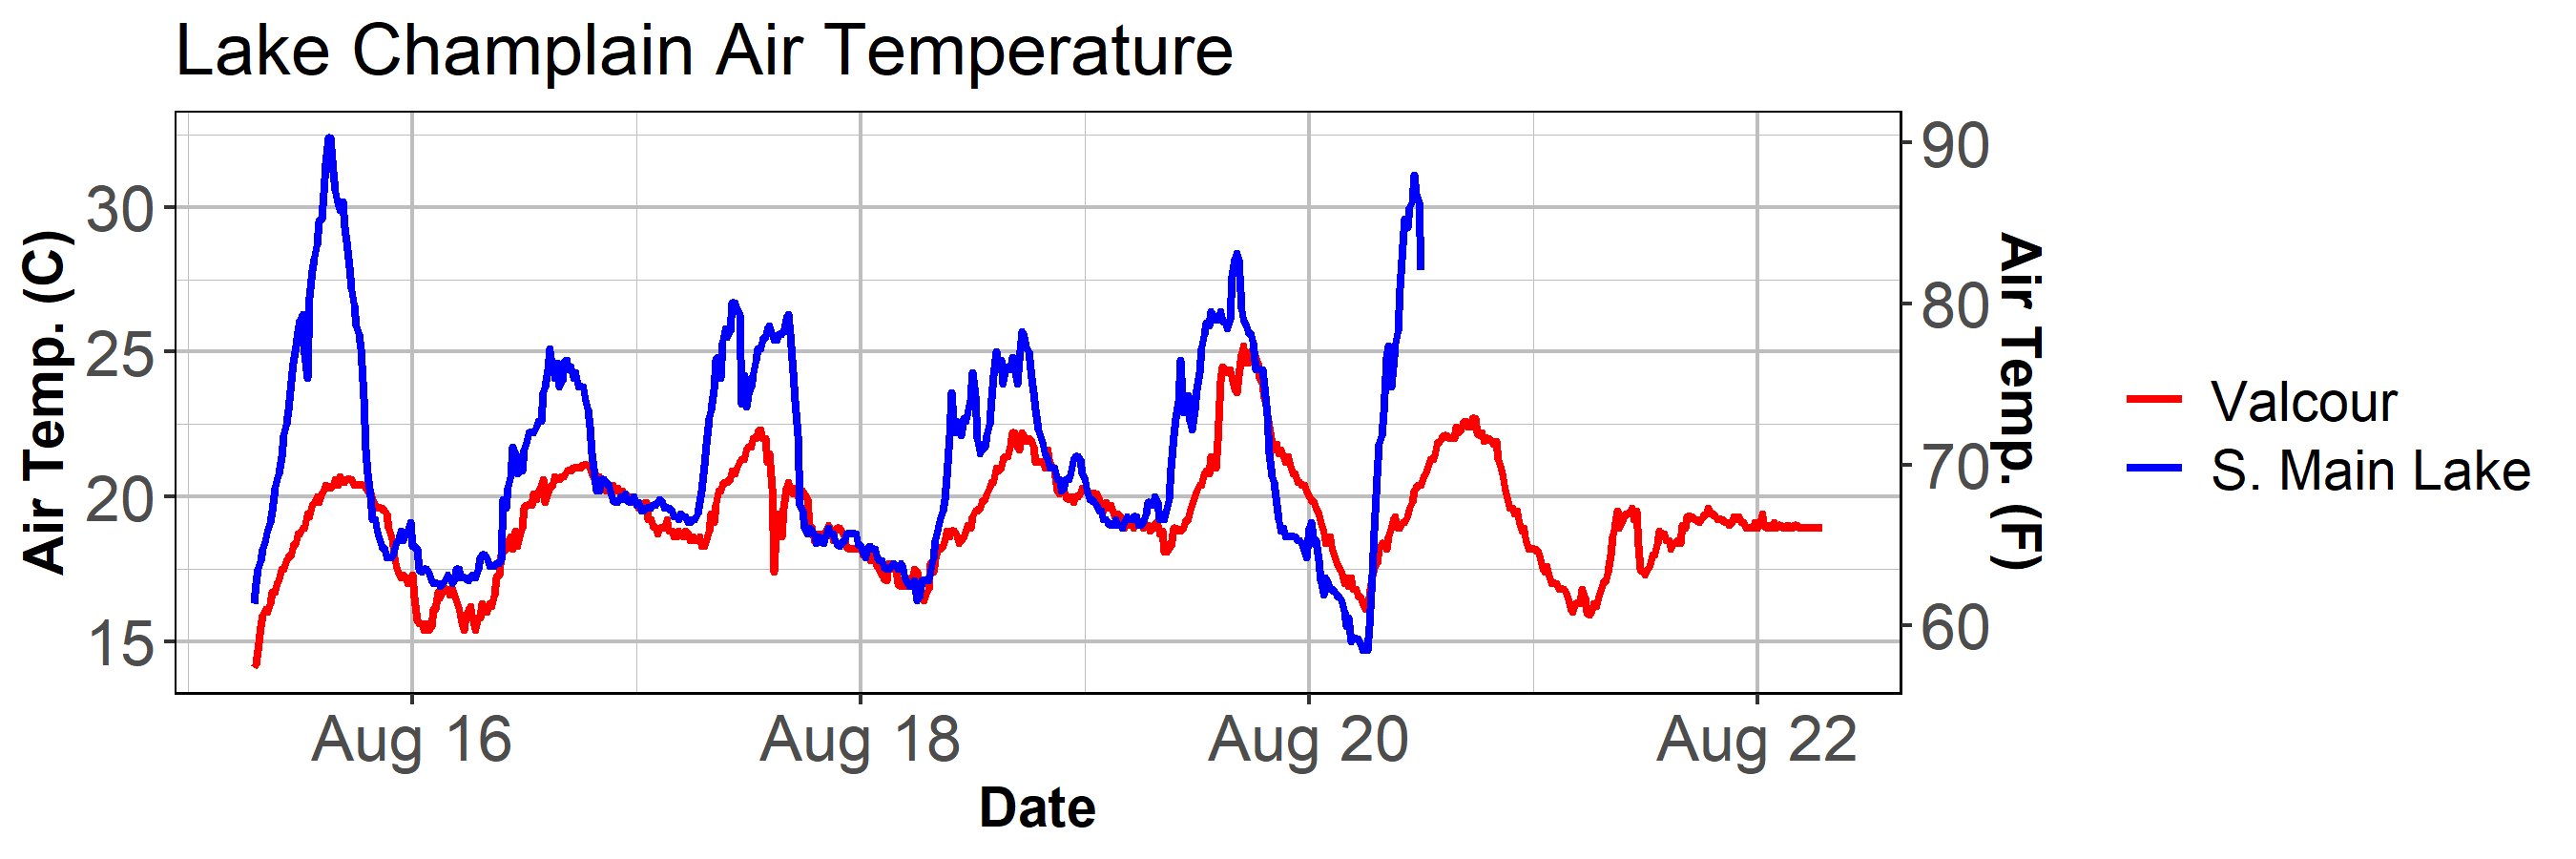 Lake Champlain Air Temperature
Air Temp. (C)
30
25
20
15
90
80
70
60
Air Temp. (F)
Aug 16
Aug 18
Aug 20
Aug 22
Date
Valcour
S. Main Lake